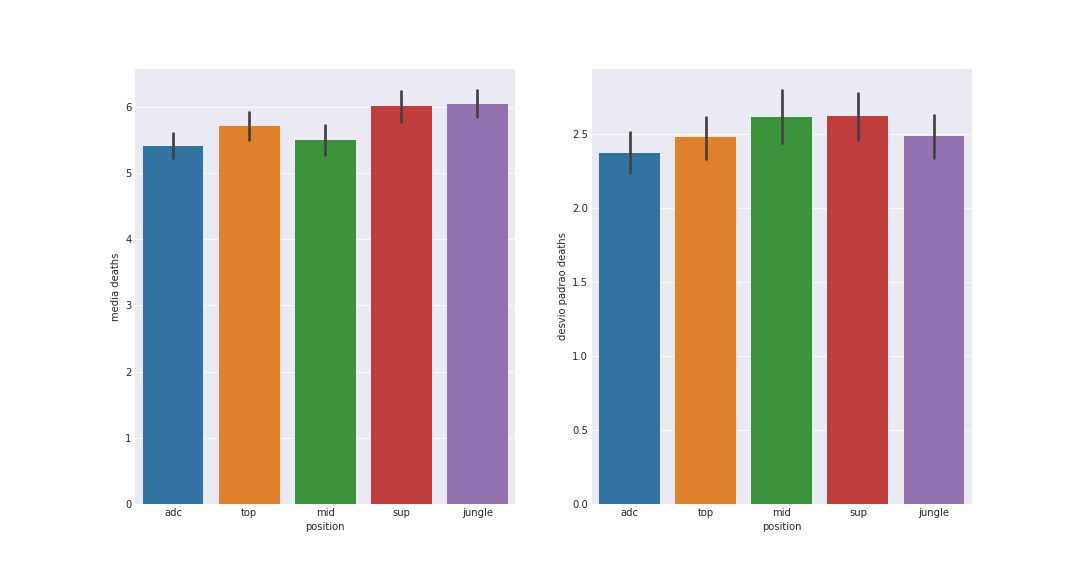 media deaths
6
5
4
3
2
1
0
adc top mid sup jungle
position
desvio padrao deaths
2.5
2.0
1.5
1.0
0.5
0.0
adc top mid sup jungle
position